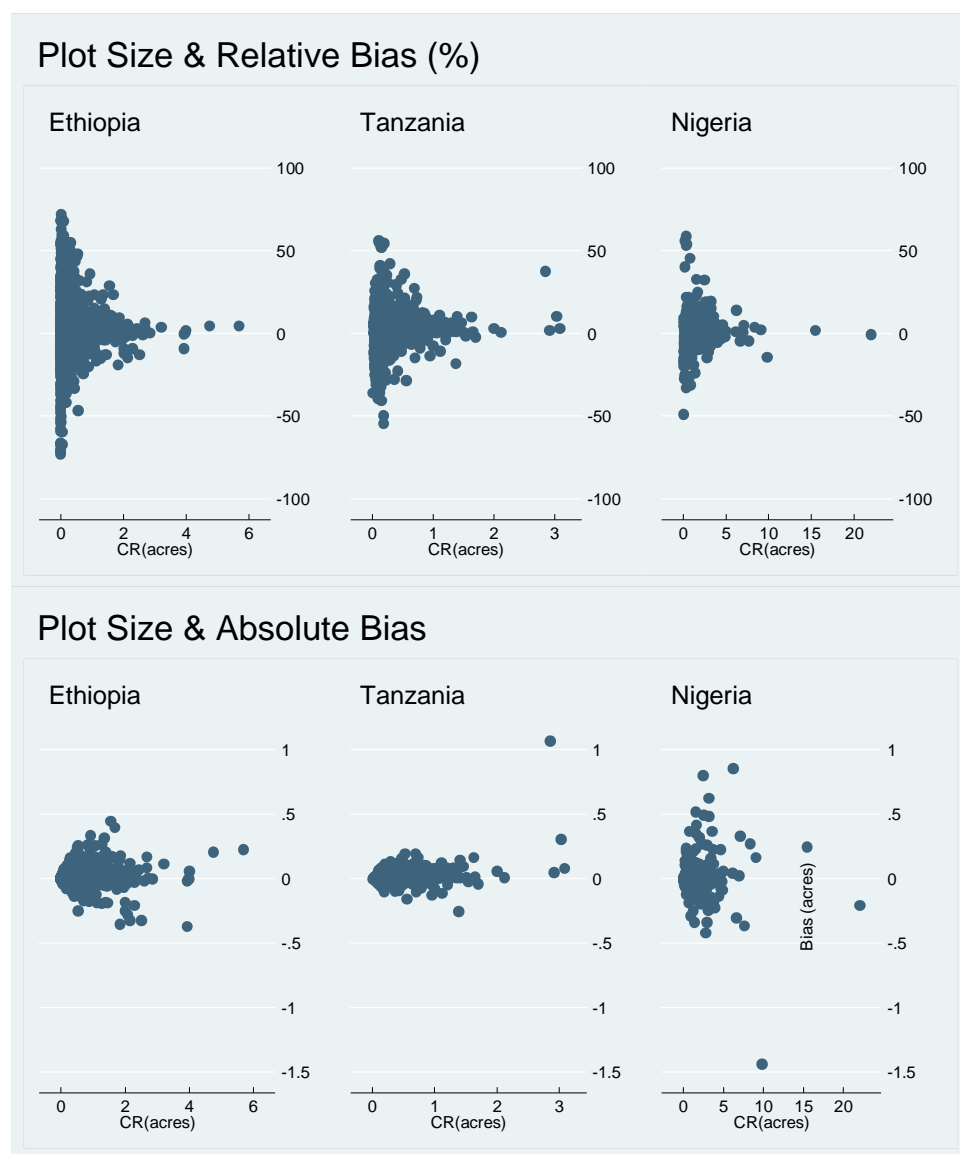 Plot Size & Relative Bias (%)
Ethiopia
Tanzania
Nigeria
100
50
0
-50
-100
0 2 4 6
CR(acres)
100
50
0
-50
-100
0 1 2 3
CR(acres)
100
50
0
-50
-100
0 5 10 15 20
CR(acres)
Plot Size & Absolute Bias
Ethiopia
Tanzania
Nigeria
1
.5
0
-.5
-1
-1.5
0 2 4 6
CR(acres)
1
.5
0
-.5
-1
-1.5
0 1 2 3
CR(acres)
1
.5
0
-.5
-1
-1.5
Bias (acres)
0 5 10 15 20
CR(acres)